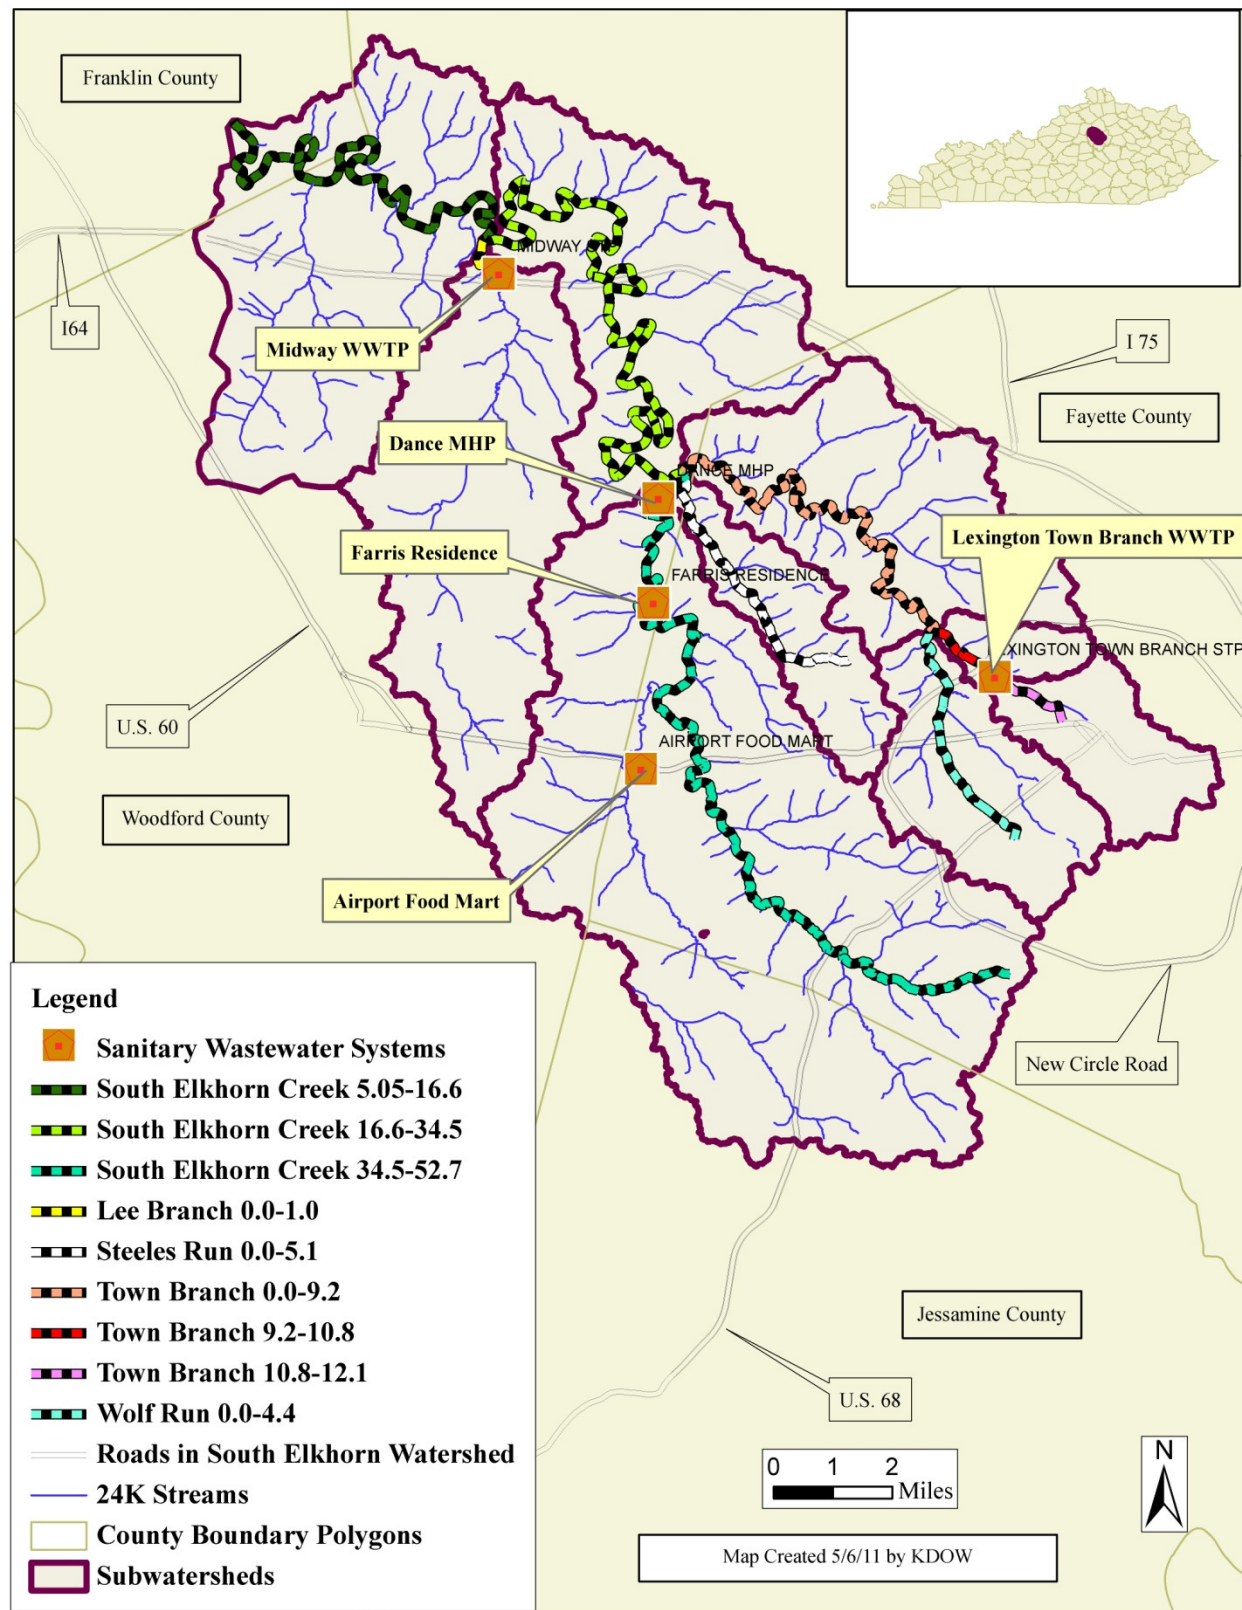 Franklin County
MIDWAY STP
I64
Midway WWTP
I 75
Fayette County
Dance MHP
DANCE MHP
Lexington Town Branch WWTP
Farris Residence
FARRIS RESIDENCE
LEXINGTON TOWN BRANCH STP
U.S. 60
AIRPORT FOOD MART
Woodford County
Airport Food Mart
New Circle Road
Legend
Sanitary Wastewater Systems
South Elkhorn Creek 5.05-16.6
South Elkhorn Creek 16.6-34.5
South Elkhorn Creek 34.5-52.7
Lee Branch 0.0-1.0
Steeles Run 0.0-5.1
Town Branch 0.0-9.2
Town Branch 9.2-10.8
Town Branch 10.8-12.1
Wolf Run 0.0-4.4
Roads in South Elkhorn Watershed
24K Streams
County Boundary Polygons
Subwatersheds
Jessamine County
U.S. 68
0 1 2
Miles
N
Map Created 5/6/11 by KDOW